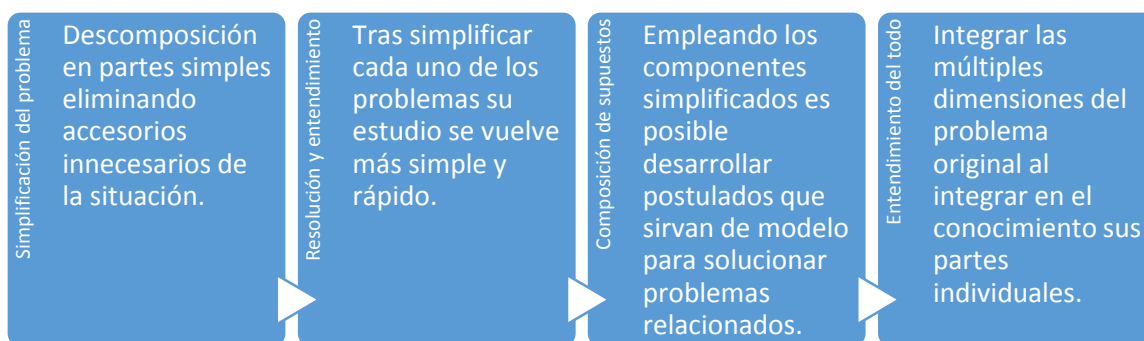 Simplificación del problema
Descomposición
en partes simples
eliminando
accesorios
innecesarios de
la situación.
Resolución y entendimiento
Tras simplificar
cada uno de los
problemas su
estudio se vuelve
más simple y
rápido.
Composición de supuestos
Empleando los
componentes
simplificados es
posible
desarrollar
postulados que
sirvan de modelo
para solucionar
problemas
relacionados.
Entendimiento del todo
Integrar las
múltiples
dimensiones del
problema
original al
integrar en el
conocimiento sus
partes
individuales.